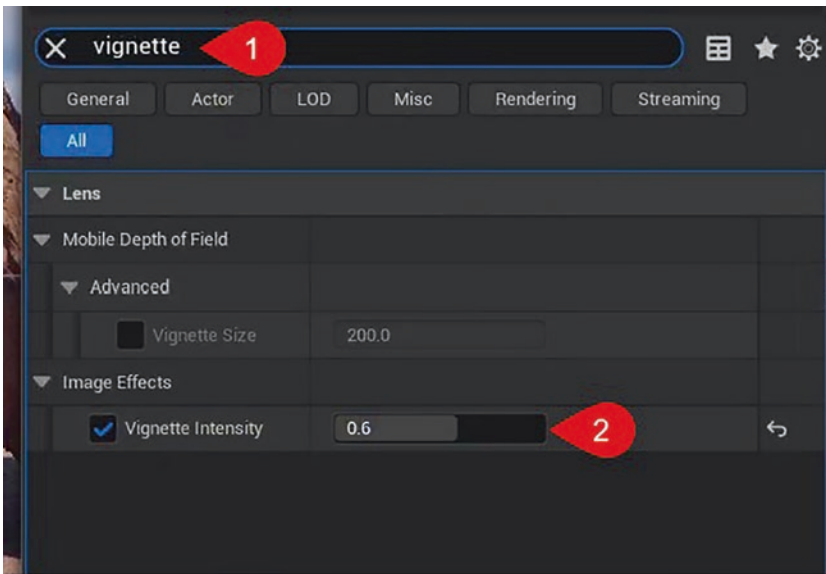 vignette 1
General Actor LOD Misc Rendering Streaming
All
Lens
Mobile Depth of Field
Advanced
Vignette Size 200.0
Image Effects
Vignette Intensity 0.6 2